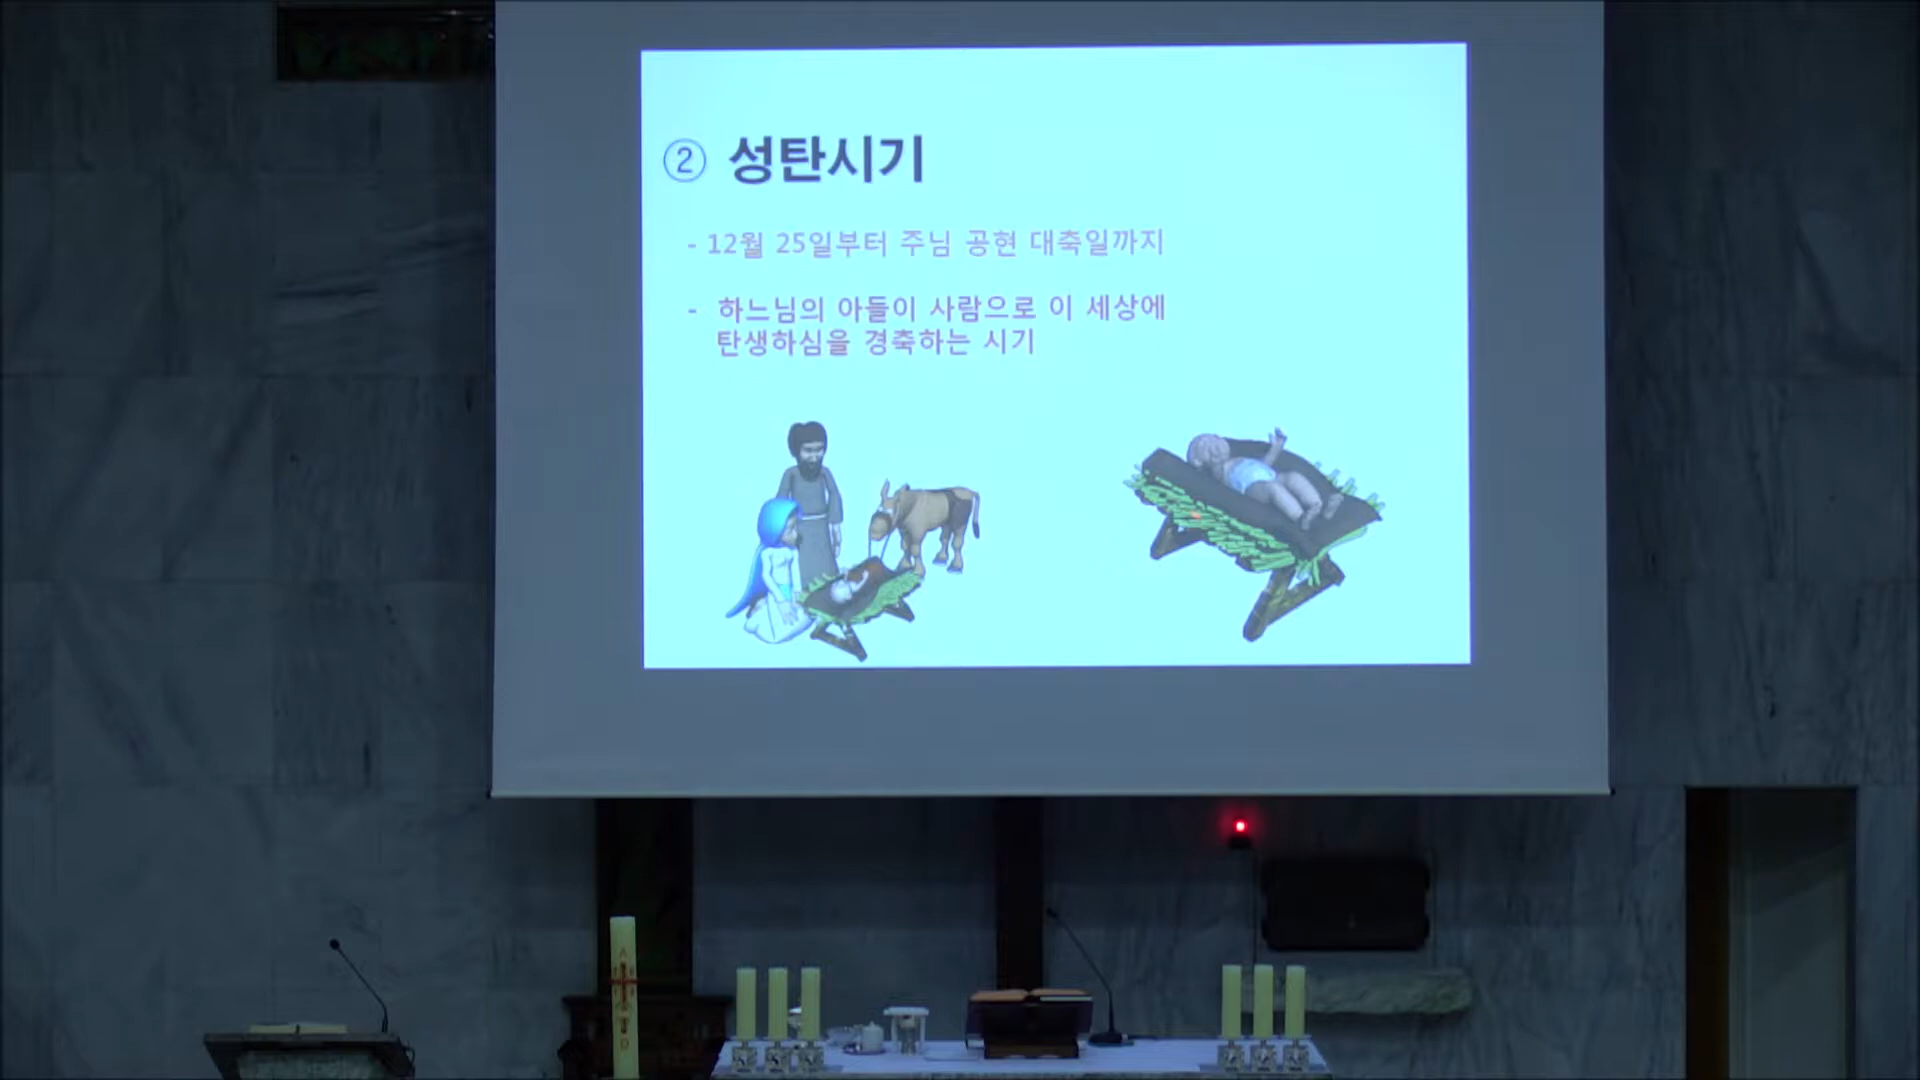 ② 성탄시기
- 12월 25일부터 주님 공현 대축일까지
- 하느님의 아들이 사람으로 이 세상에
탄생하심을 경축하는 시기